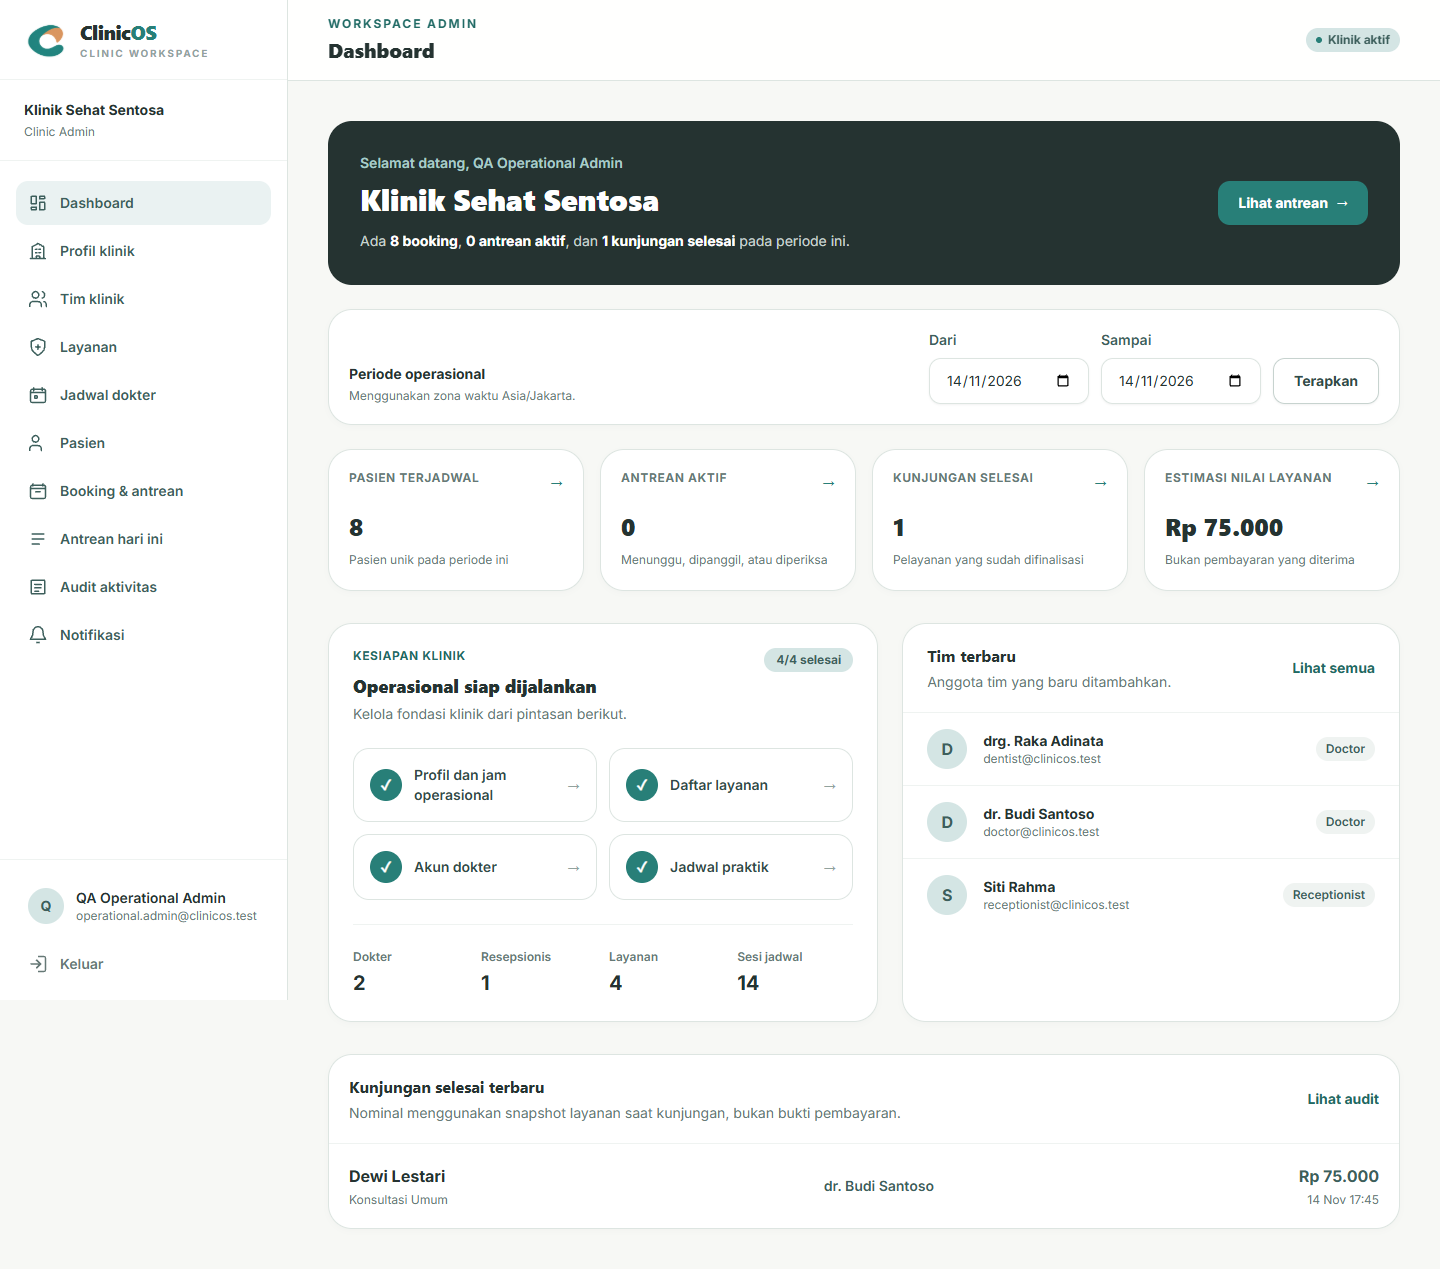 ClinicOS
CLINIC WORKSPACE
Klinik Sehat Sentosa
Clinic Admin
Dashboard
Profil klinik
Tim klinik
Layanan
Jadwal dokter
Pasien
Booking & antrean
Antrean hari ini
Audit aktivitas
Notifikasi
Q
QA Operational Admin
operational.admin@clinicos.test
Keluar
WORKSPACE ADMIN
Dashboard
Klinik aktif
Selamat datang, QA Operational Admin
Klinik Sehat Sentosa
Ada 8 booking, 0 antrean aktif, dan 1 kunjungan selesai pada periode ini.
Lihat antrean →
Periode operasional
Menggunakan zona waktu Asia/Jakarta.
Dari
14/11/2026
Sampai
14/11/2026
Terapkan
PASIEN TERJADWAL →
8
Pasien unik pada periode ini
ANTREAN AKTIF →
0
Menunggu, dipanggil, atau diperiksa
KUNJUNGAN SELESAI →
1
Pelayanan yang sudah difinalisasi
ESTIMASI NILAI LAYANAN →
Rp 75.000
Bukan pembayaran yang diterima
KESIAPAN KLINIK
4/4 selesai
Operasional siap dijalankan
Kelola fondasi klinik dari pintasan berikut.
✓ Profil dan jam
operasional →
✓ Daftar layanan →
✓ Akun dokter →
✓ Jadwal praktik →
Dokter
2
Resepsionis
1
Layanan
4
Sesi jadwal
14
Tim terbaru
Anggota tim yang baru ditambahkan.
Lihat semua
D
drg. Raka Adinata
dentist@clinicos.test
Doctor
D
dr. Budi Santoso
doctor@clinicos.test
Doctor
S
Siti Rahma
receptionist@clinicos.test
Receptionist
Kunjungan selesai terbaru
Nominal menggunakan snapshot layanan saat kunjungan, bukan bukti pembayaran.
Lihat audit
Dewi Lestari
Konsultasi Umum
dr. Budi Santoso
Rp 75.000
14 Nov 17:45